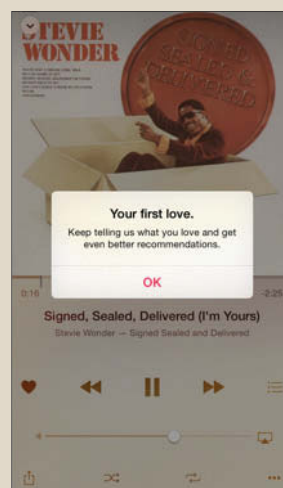 STEVIE
WONDER
SIGNED
SEALED &
DELIVERED
Your first love.
Keep telling us what you love and get
even better recommendations.
OK
0:16
-2:25
Signed, Sealed, Delivered (I'm Yours)
Stevie Wonder — Signed Sealed and Delivered